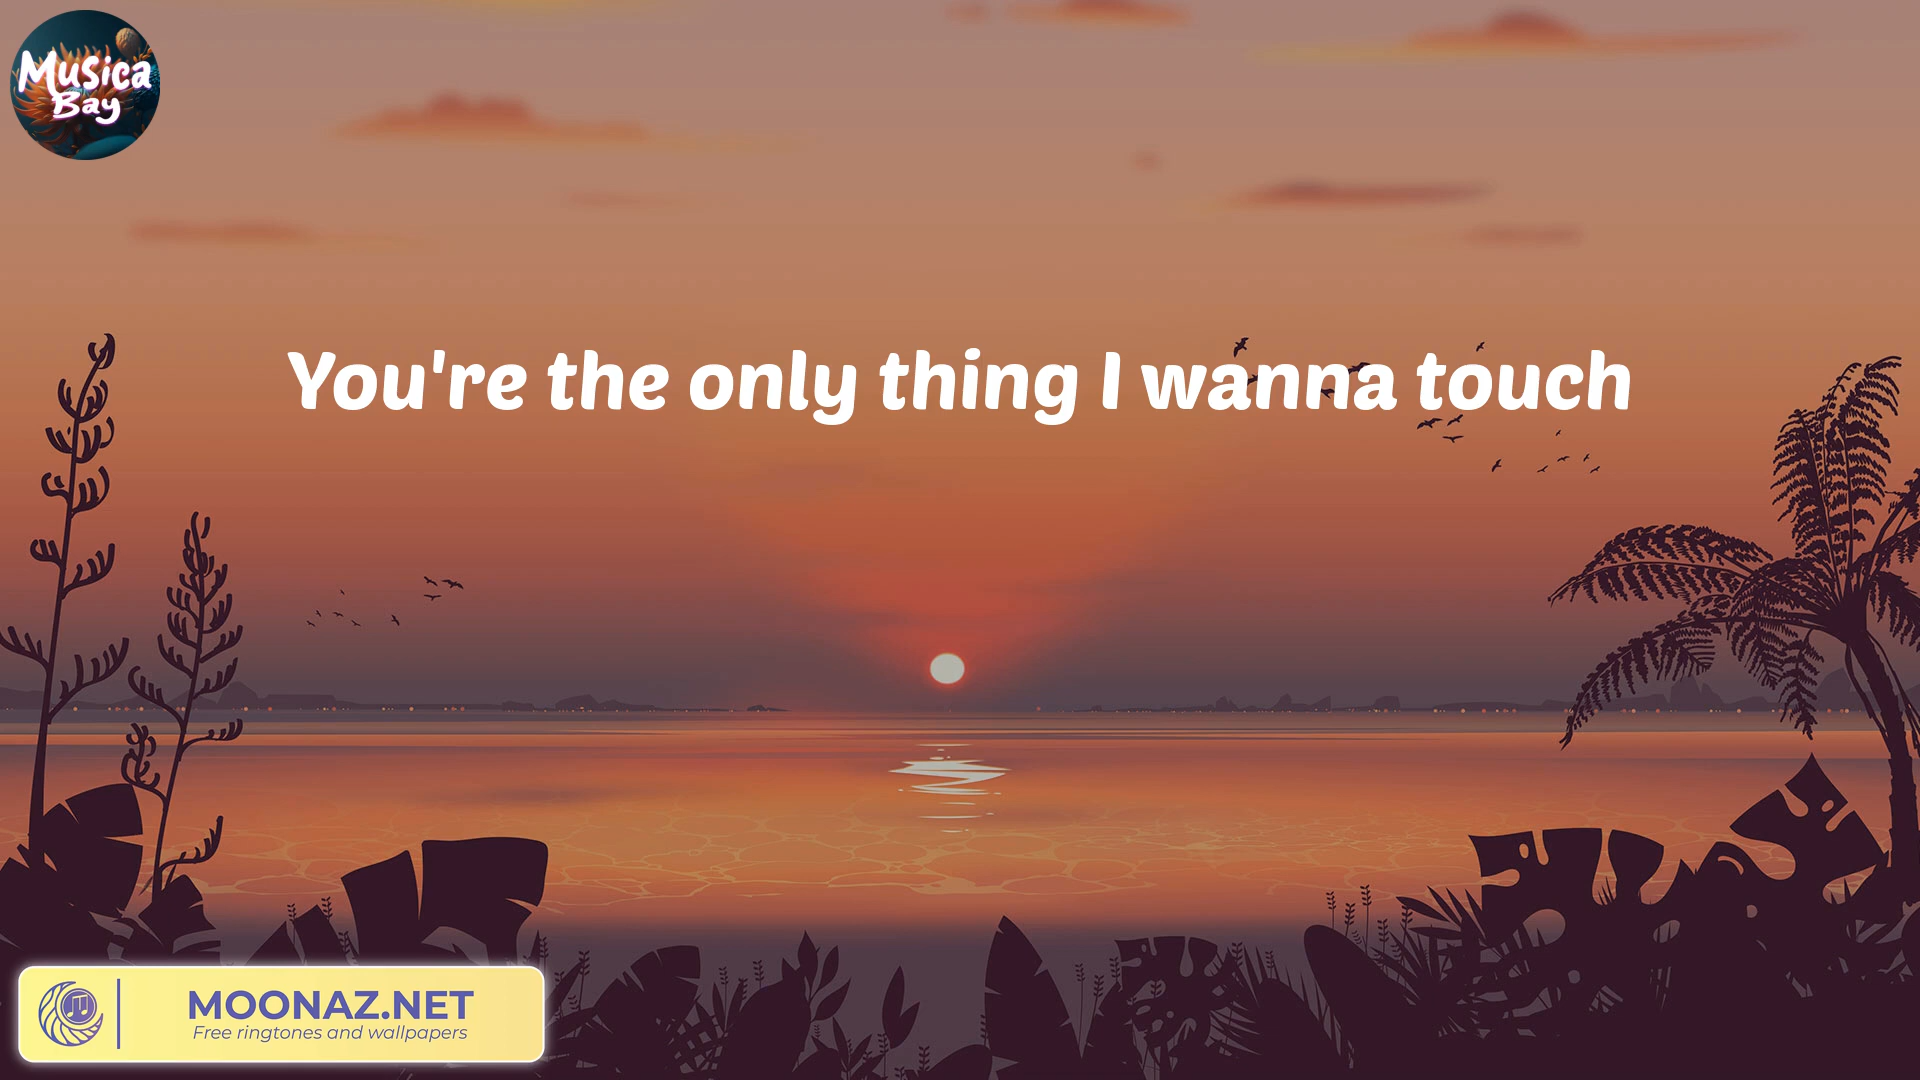 Musica
Bay
You're the only thing I wanna touch
MOONAZ.NET
Free ringtones and wallpapers